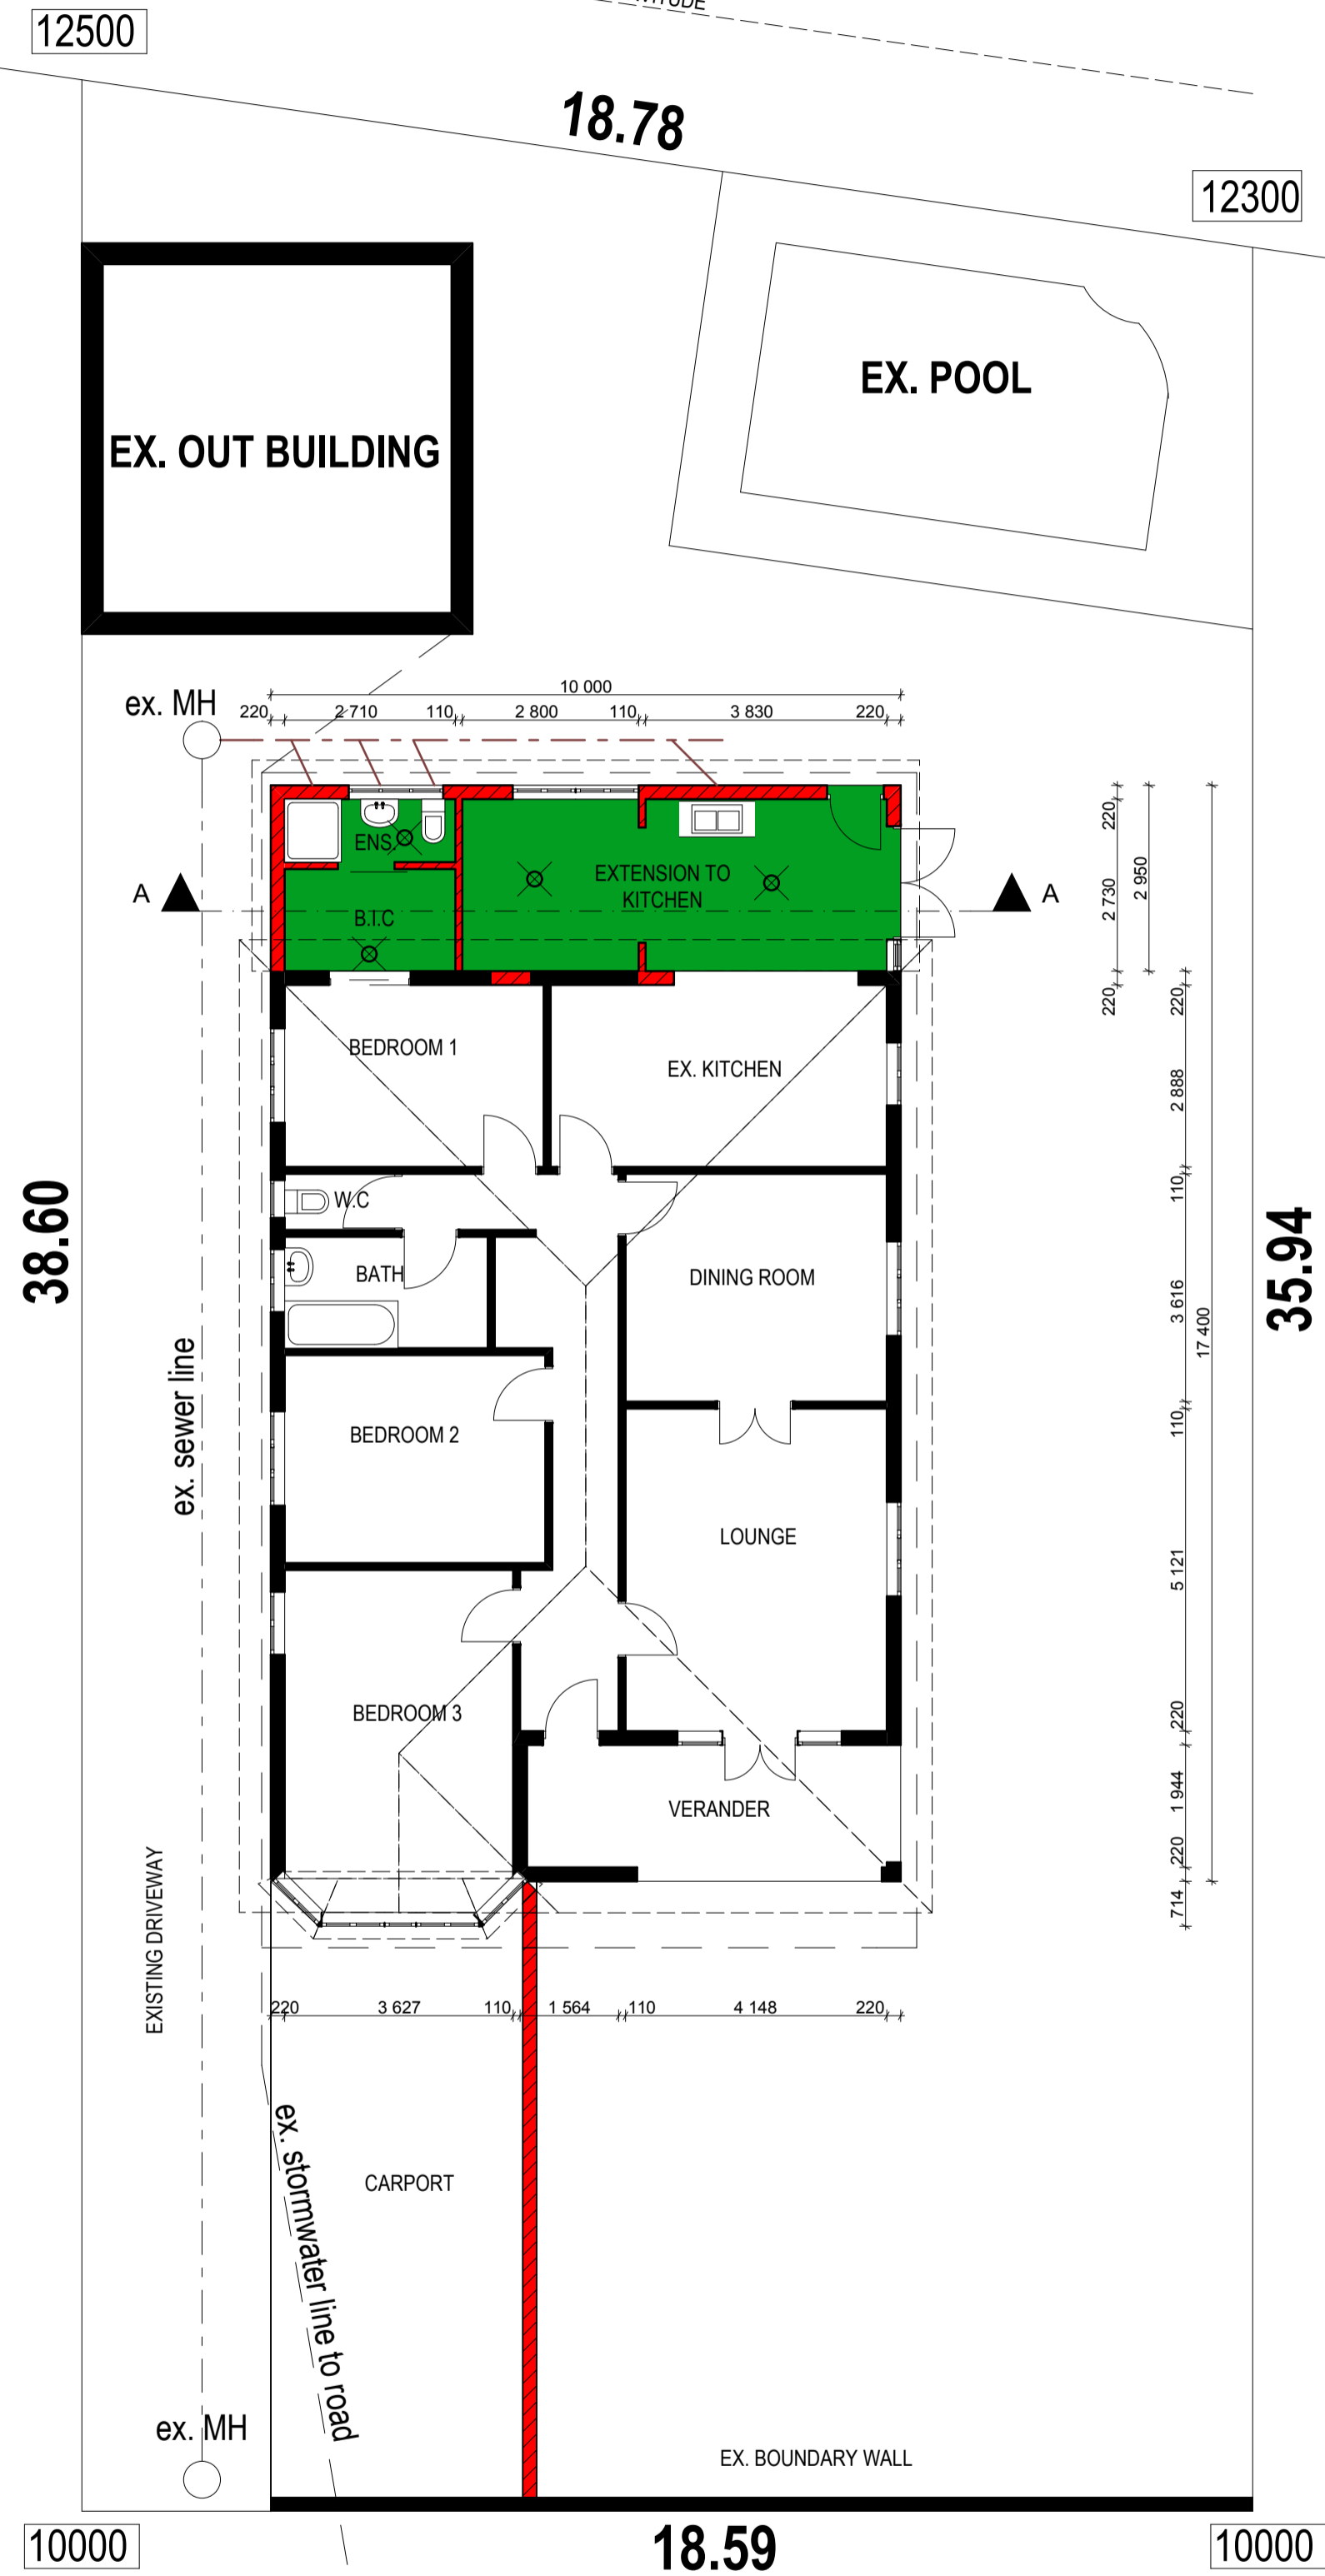 12500
18.78
12300
EX. POOL
EX. OUT BUILDING
ex. MH
10 000
220 2 710 110 2 800 110 3 830 220
ENS.
EXTENSION TO
KITCHEN
A
A
B.I.C
220
2 730
220
2 950
BEDROOM 1
EX. KITCHEN
220
2 888
110
W.C
BATH
DINING ROOM
3 616
17 400
38.60
35.94
ex. sewer line
110
BEDROOM 2
LOUNGE
5 121
BEDROOM 3
220
VERANDER
1 944
220
714
EXISTING DRIVEWAY
220 3 627 110 1 564 110 4 148 220
CARPORT
ex. stormwater line to road
ex. MH
EX. BOUNDARY WALL
10000
18.59
10000